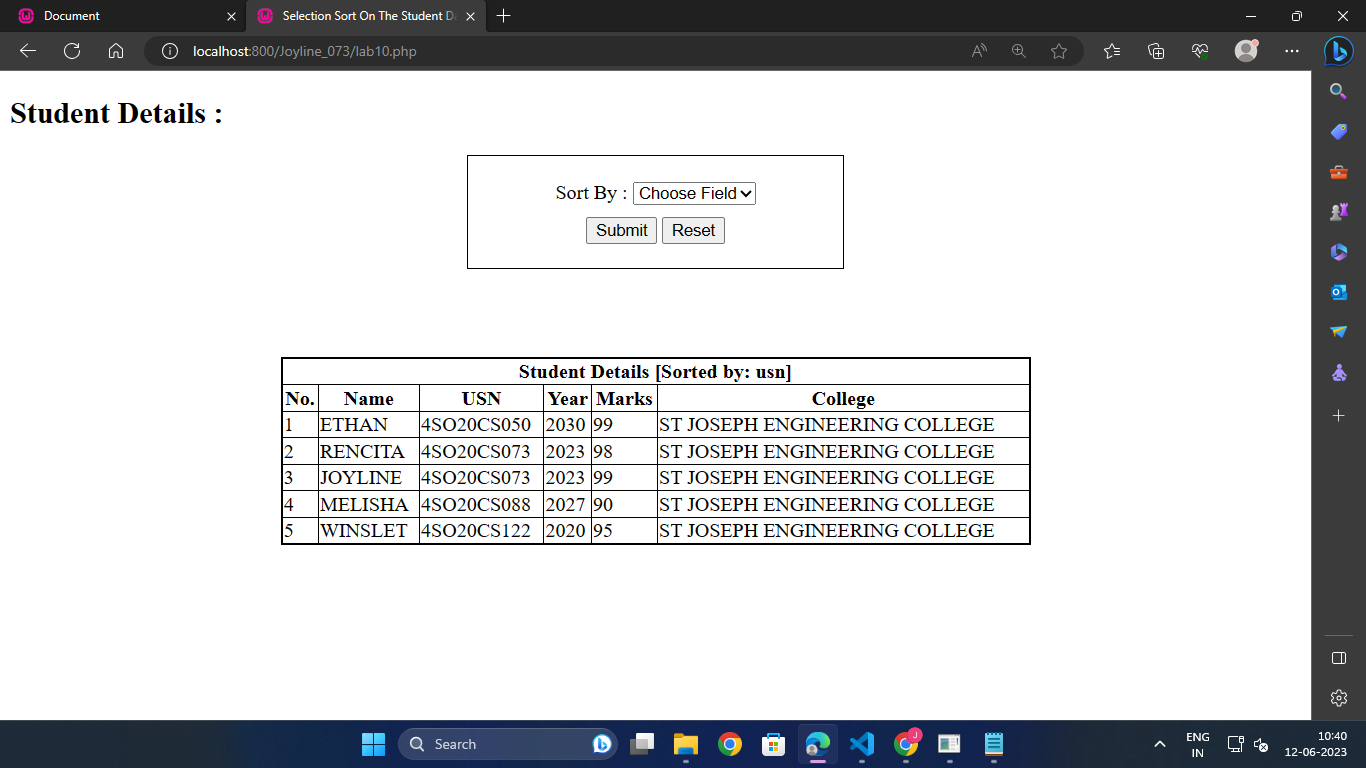 Document
Selection Sort On The Student D
localhost:800/Joyline_073/lab10.php
Student Details :
Sort By : Choose Field
Submit Reset
Student Details [Sorted by: usn]
No. Name USN Year Marks College
1 ETHAN 4SO20CS050 2030 99 ST JOSEPH ENGINEERING COLLEGE
2 RENCITA 4SO20CS073 2023 98 ST JOSEPH ENGINEERING COLLEGE
3 JOYLINE 4SO20CS073 2023 99 ST JOSEPH ENGINEERING COLLEGE
4 MELISHA 4SO20CS088 2027 90 ST JOSEPH ENGINEERING COLLEGE
5 WINSLET 4SO20CS122 2020 95 ST JOSEPH ENGINEERING COLLEGE
Search
J
ENG
IN
10:40
12-06-2023